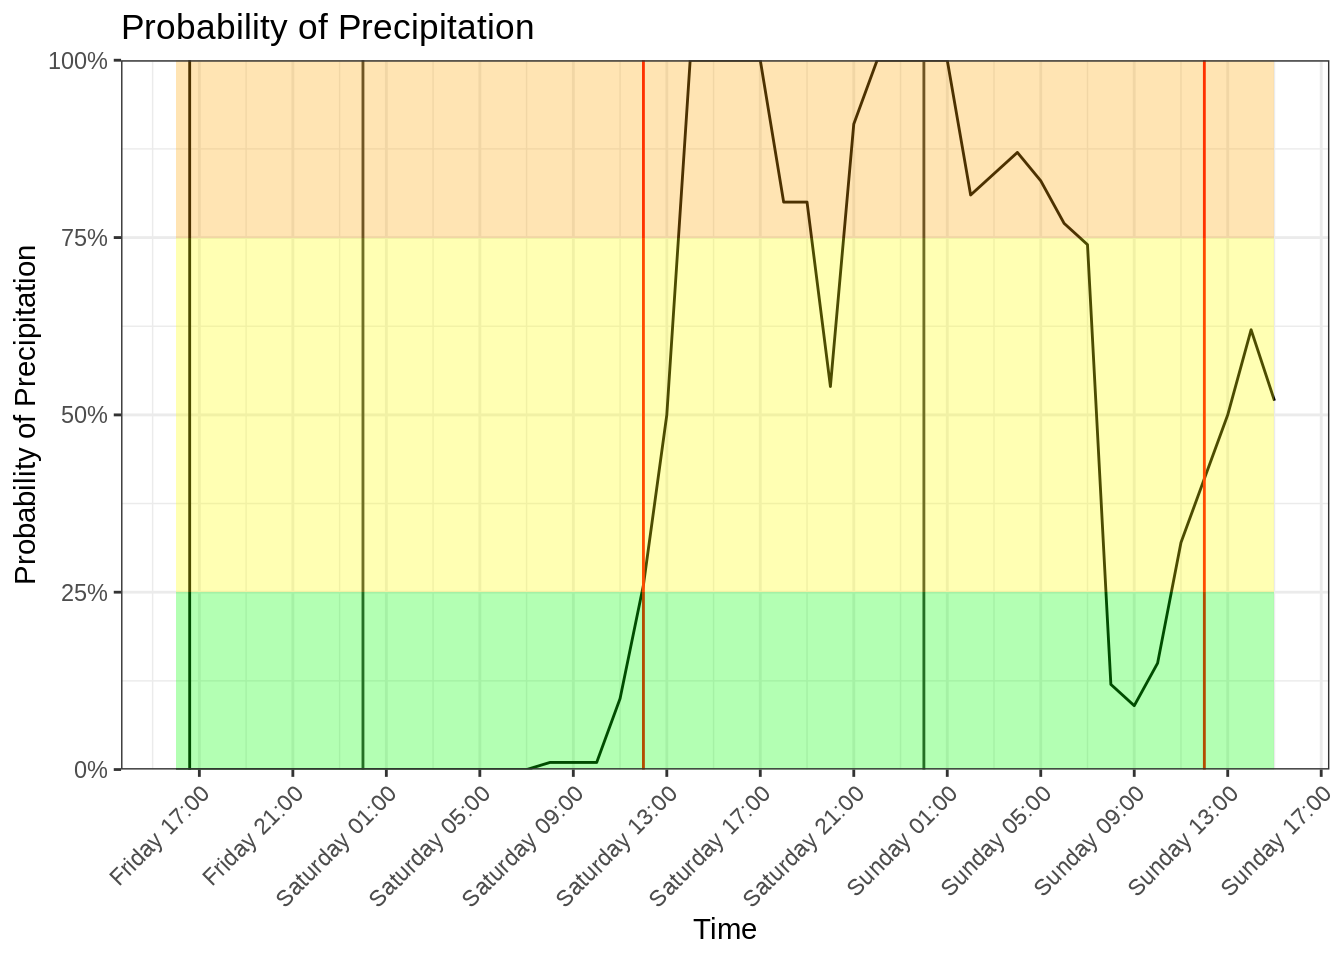 Probability of Precipitation
Probability of Precipitation
100%
75%
50%
25%
0%
Friday 17:00
Friday 21:00
Saturday 01:00
Saturday 05:00
Saturday 09:00
Saturday 13:00
Saturday 17:00
Saturday 21:00
Sunday 01:00
Sunday 05:00
Sunday 09:00
Sunday 13:00
Sunday 17:00
Time